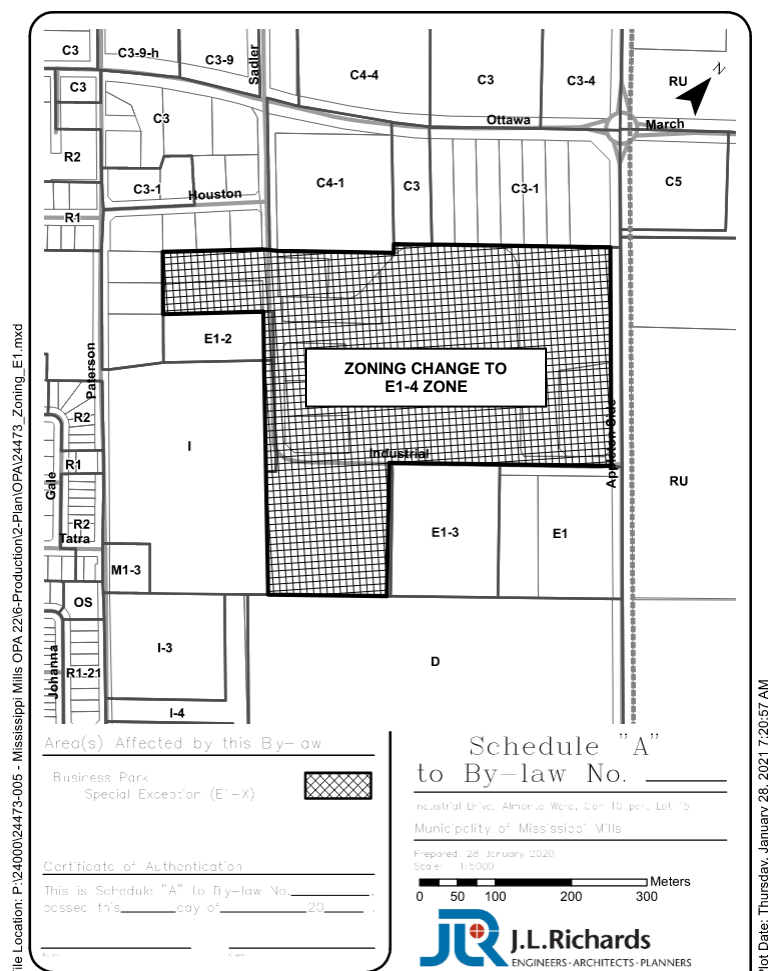 C3
C3-9-h
C3-9
Sadler
C4-4
C3
C3-4
RU
N
C3
C3
Ottawa
March
R2
C3-1
Houston
C4-1
C3
C3-1
C5
R1
E1-2
ZONING CHANGE TO
E1-4 ZONE
Paterson
R2
I
Industrial
Appleton Side
R1
Gale
RU
R2
Tatra
E1-3
E1
M1-3
OS
I-3
D
Johanna
R1-21
I-4
Area(s) Affected by this By-law
Business Park
Special Exception (E1-X)
Certificate of Authentication
This is Schedule "A" to By-law No.________,
passed this________day of________20____ .
Schedule "A"
to By-law No. ______
Industrial Drive, Almonte Ward, Con 10 part Lot 15
Municipality of Mississippi Mills
Prepared: 28 January 2020
Scale: 1:5000
Meters
0 50 100 200 300
JLR J.L.Richards
ENGINEERS · ARCHITECTS · PLANNERS
ile Location: P:\24000\24473-005 - Mississippi Mills OPA 22\6-Production\2-Plan\OPA\24473_Zoning_E1.mxd
lot Date: Thursday, January 28, 2021 7:20:57 AM